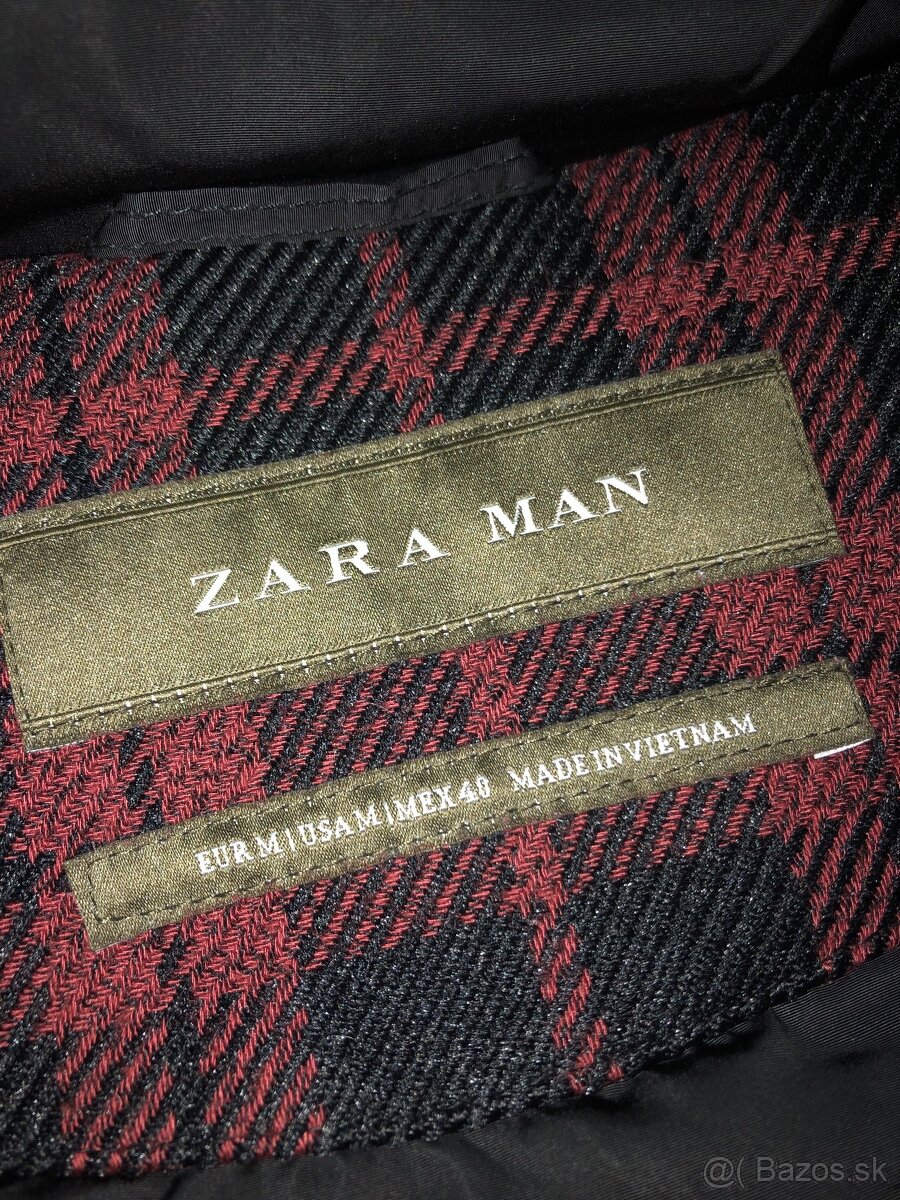 ZARA MAN
EUR M | USA M | MEX 40 MADE IN VIETNAM
@( Bazos.sk